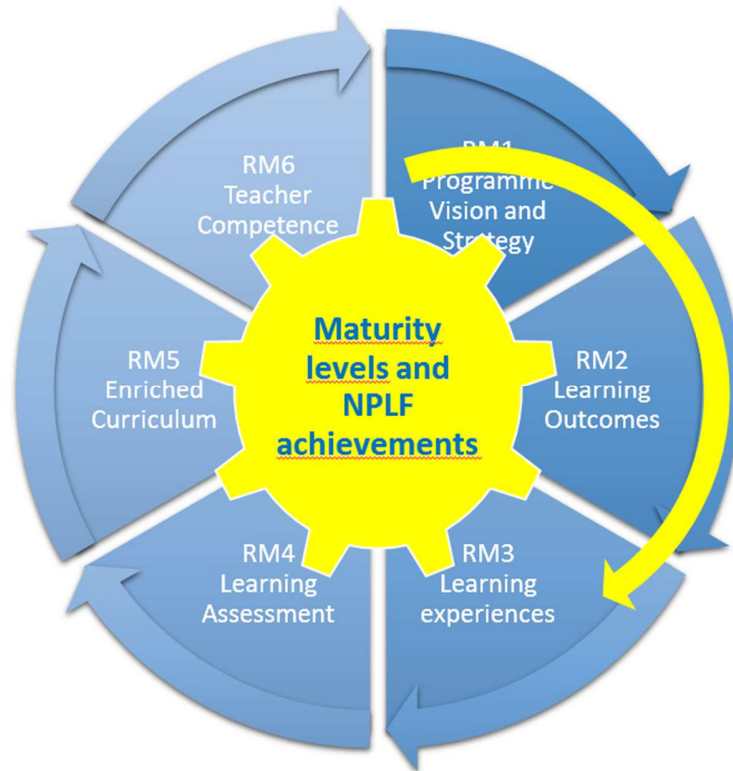 RM1
Programme
Vision and
Strategy
RM2
Learning
Outcomes
RM3
Learning
experiences
RM4
Learning
Assessment
RM5
Enriched
Curriculum
RM6
Teacher
Competence
Maturity
levels and
NPLF
achievements